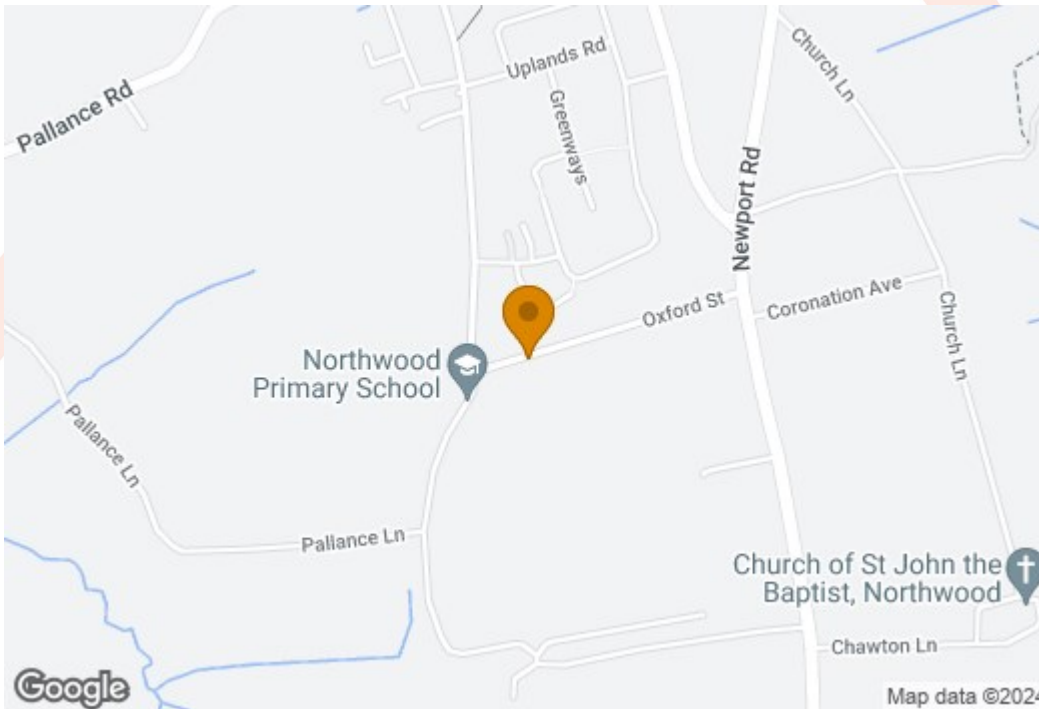 Church Ln
Uplands Rd
Pallance Rd
Greenways
Newport Rd
Oxford St
Coronation Ave
Church Ln
Northwood
Primary School
Pallance Ln
Pallance Ln
Church of St John the
Baptist, Northwood
Chawton Ln
Google
Map data ©2024